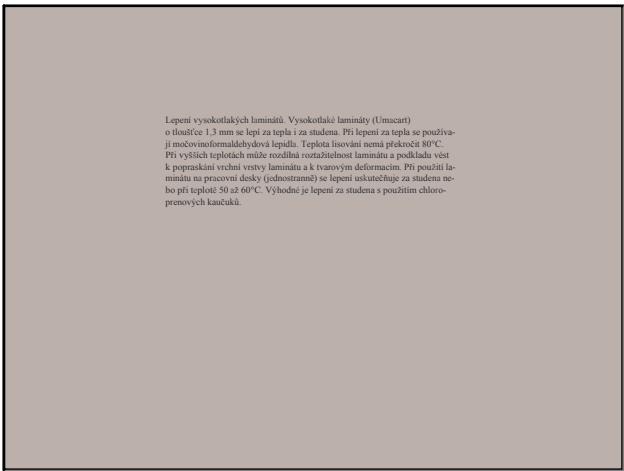 Lepení vysokotlakých laminátů. Vysokotlaké lamináty (Umacart)
o tloušťce 1,3 mm se lepí za tepla i za studena. Při lepení za tepla se používa-
jí močovinoformaldehydová lepidla. Teplota lisování nemá překročit 80°C.
Při vyšších teplotách může rozdílná roztažitelnost laminátu a podkladu vést
k popraskání vrchní vrstvy laminátu a k tvarovým deformacím. Při použití la-
minátu na pracovní desky (jednostranně) se lepení uskutečňuje za studena ne-
bo při teplotě 50 až 60°C. Výhodné je lepení za studena s použitím chloro-
prenových kaučuků.